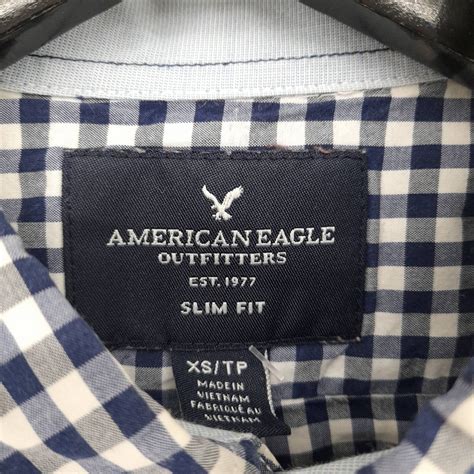 AMERICAN EAGLE
OUTFITTERS
EST. 1977
SLIM FIT
XS/TP
MADE IN
VIETNAM
FABRIQUÉ AU
VIETNAM